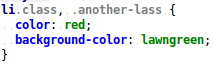 li.class, .another-lass {
  color: red;
  background-color: lawngreen;
}